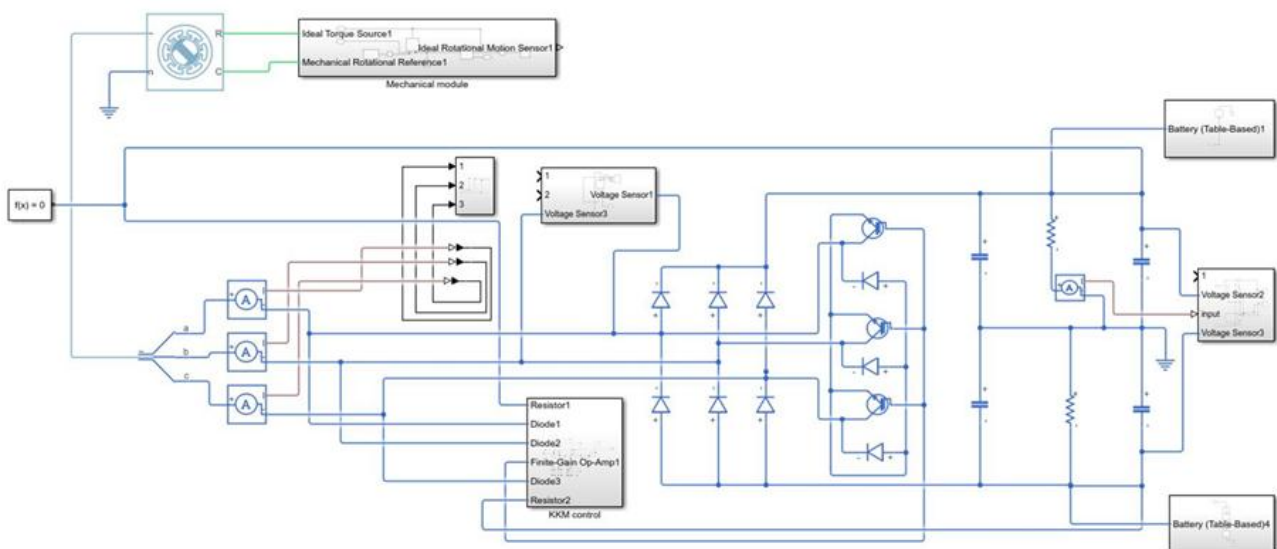 R
C
n
Ideal Torque Source1
Ideal Rotational Motion Sensor1
Mechanical Rotational Reference1
Mechanical module
Battery (Table-Based)1
f(x) = 0
1
2
3
1
2
Voltage Sensor1
Voltage Sensor3
1
Voltage Sensor2
input
Voltage Sensor3
a
b
c
A
A
A
A
Resistor1
Diode1
Diode2
Finite-Gain Op-Amp1
Diode3
Resistor2
KKM control
Battery (Table-Based)4